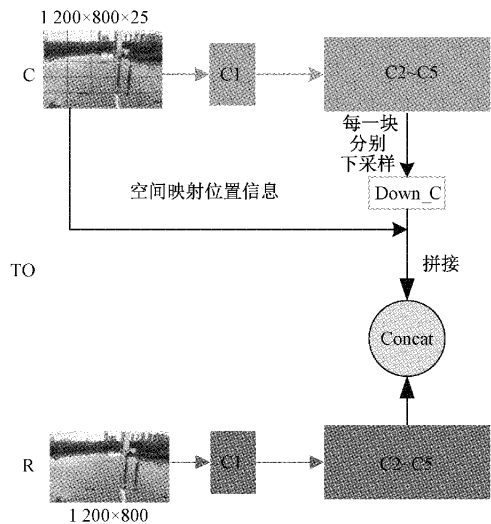 1 200×800×25
C
C1
C2~C5
每一块
分别
下采样
Down_C
空间映射位置信息
TO
拼接
Concat
R
C1
C2~C5
1 200×800